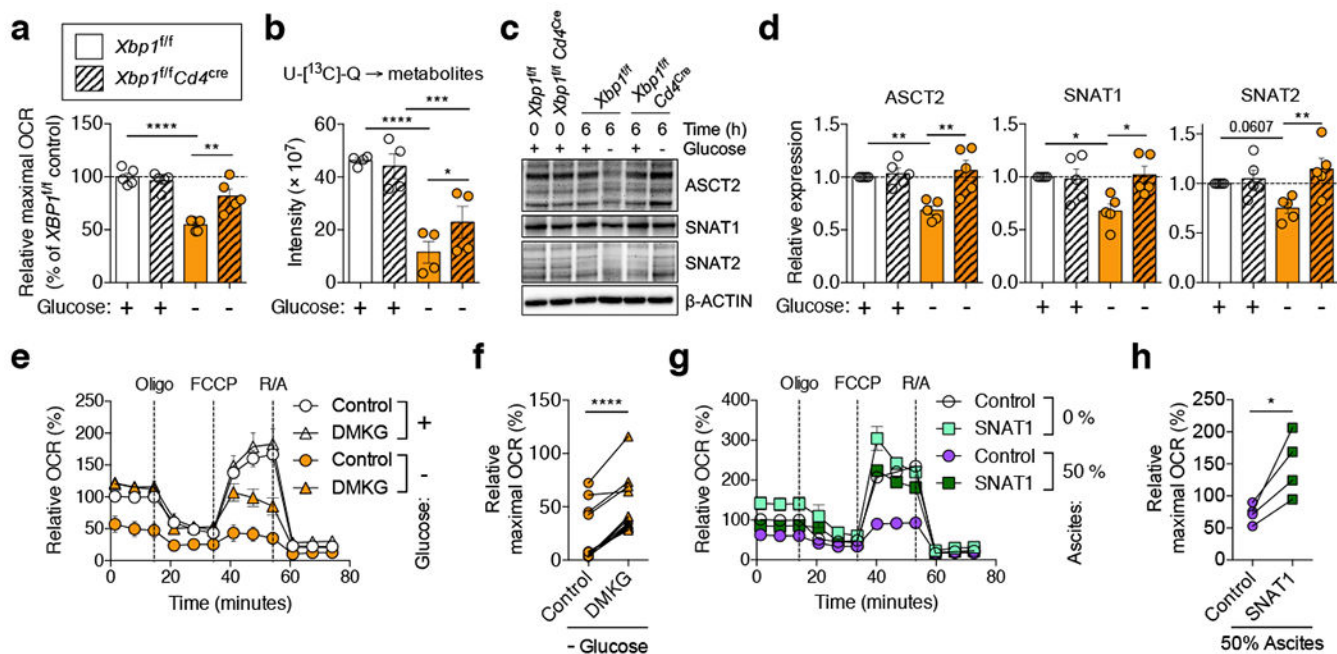 a
Xbp1f/f
Xbp1f/fCd4cre
Relative maximal OCR
(% of XBP1f/f control)
150
100
50
0
****
**
Glucose: + + - -
b
U-[13C]-Q → metabolites
Intensity (× 10⁷)
60
40
20
0
***
****
*
+ + - -
c
Xbp1f/f
Xbp1f/f Cd4Cre
Xbp1f/f
Xbp1f/f
Cd4Cre
0 0 6 6 6 6 Time (h)
+ + + - + - Glucose
ASCT2
SNAT1
SNAT2
β-ACTIN
d
Relative expression
ASCT2
1.5
1.0
0.5
1.0
** **
Glucose: + + - -
SNAT1
1.5
1.0
0.5
1.0
* *
+ + - -
SNAT2
2.0
1.5
1.0
0.5
0.0
0.0607 **
+ + - -
e
Oligo FCCP R/A
Relative OCR (%)
250
200
150
100
50
0
0 20 40 60 80
Time (minutes)
Control
DMKG
+
Control
DMKG
-
Glucose:
f
Relative
maximal OCR (%)
150
100
50
0
****
Control
DMKG
- Glucose
g
Oligo FCCP R/A
Relative OCR (%)
400
300
200
100
0
0 20 40 60 80
Time (minutes)
Control
SNAT1
0 %
Control
SNAT1
50 %
Ascites:
h
Relative
maximal OCR (%)
250
200
150
100
50
0
*
Control
SNAT1
50% Ascites